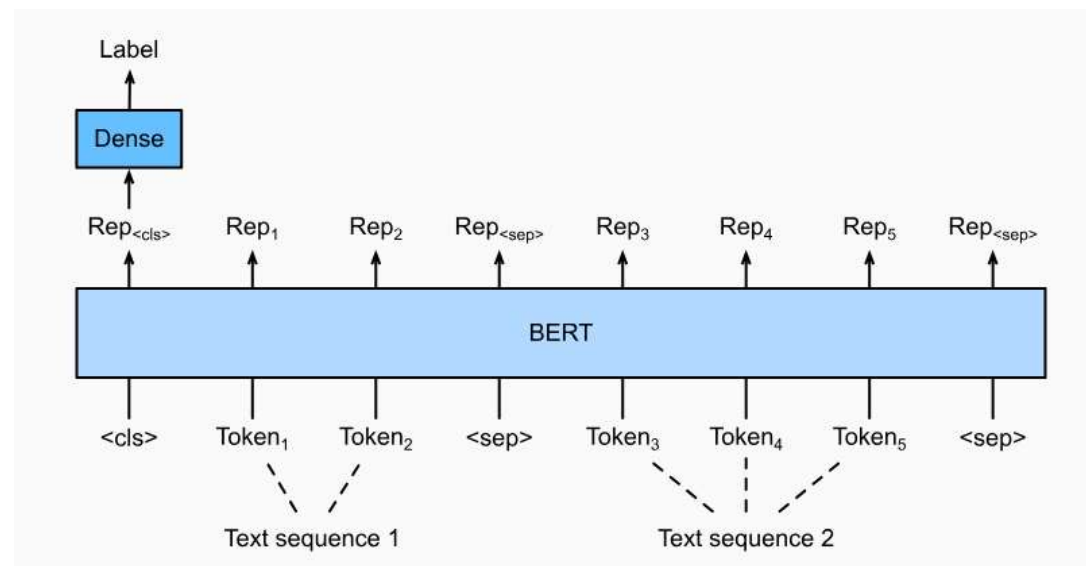 Label
Dense
Rep<cls> Rep1 Rep2 Rep<sep> Rep3 Rep4 Rep5 Rep<sep>
BERT
<cls> Token1 Token2 <sep> Token3 Token4 Token5 <sep>
Text sequence 1 Text sequence 2